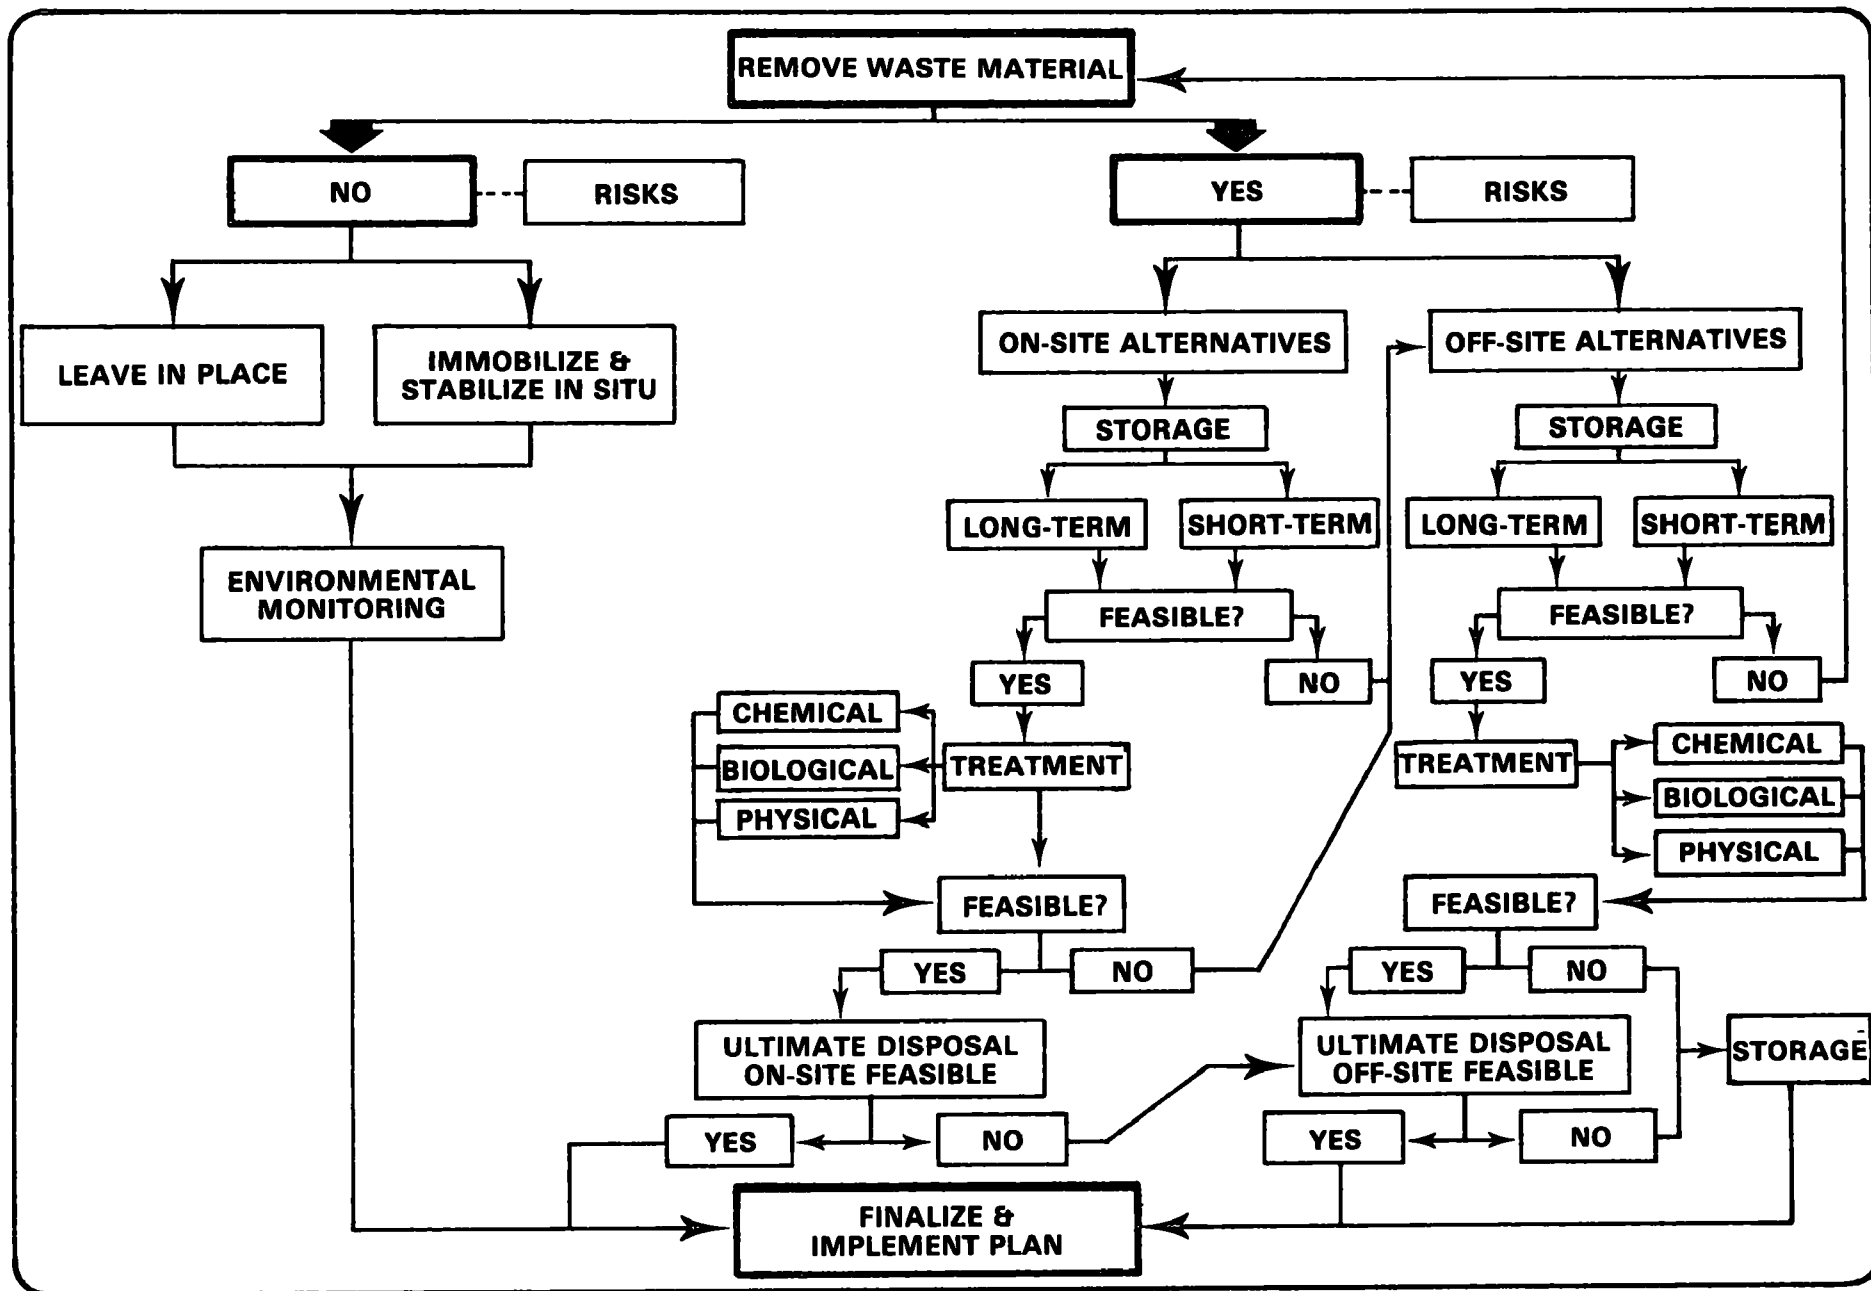 REMOVE WASTE MATERIAL
NO
RISKS
YES
RISKS
LEAVE IN PLACE
IMMOBILIZE &
STABILIZE IN SITU
ENVIRONMENTAL
MONITORING
ON-SITE ALTERNATIVES
STORAGE
LONG-TERM
SHORT-TERM
FEASIBLE?
YES
NO
TREATMENT
CHEMICAL
BIOLOGICAL
PHYSICAL
FEASIBLE?
YES
NO
ULTIMATE DISPOSAL
ON-SITE FEASIBLE
YES
NO
OFF-SITE ALTERNATIVES
STORAGE
LONG-TERM
SHORT-TERM
FEASIBLE?
YES
NO
TREATMENT
CHEMICAL
BIOLOGICAL
PHYSICAL
FEASIBLE?
YES
NO
ULTIMATE DISPOSAL
OFF-SITE FEASIBLE
STORAGE
YES
NO
FINALIZE &
IMPLEMENT PLAN